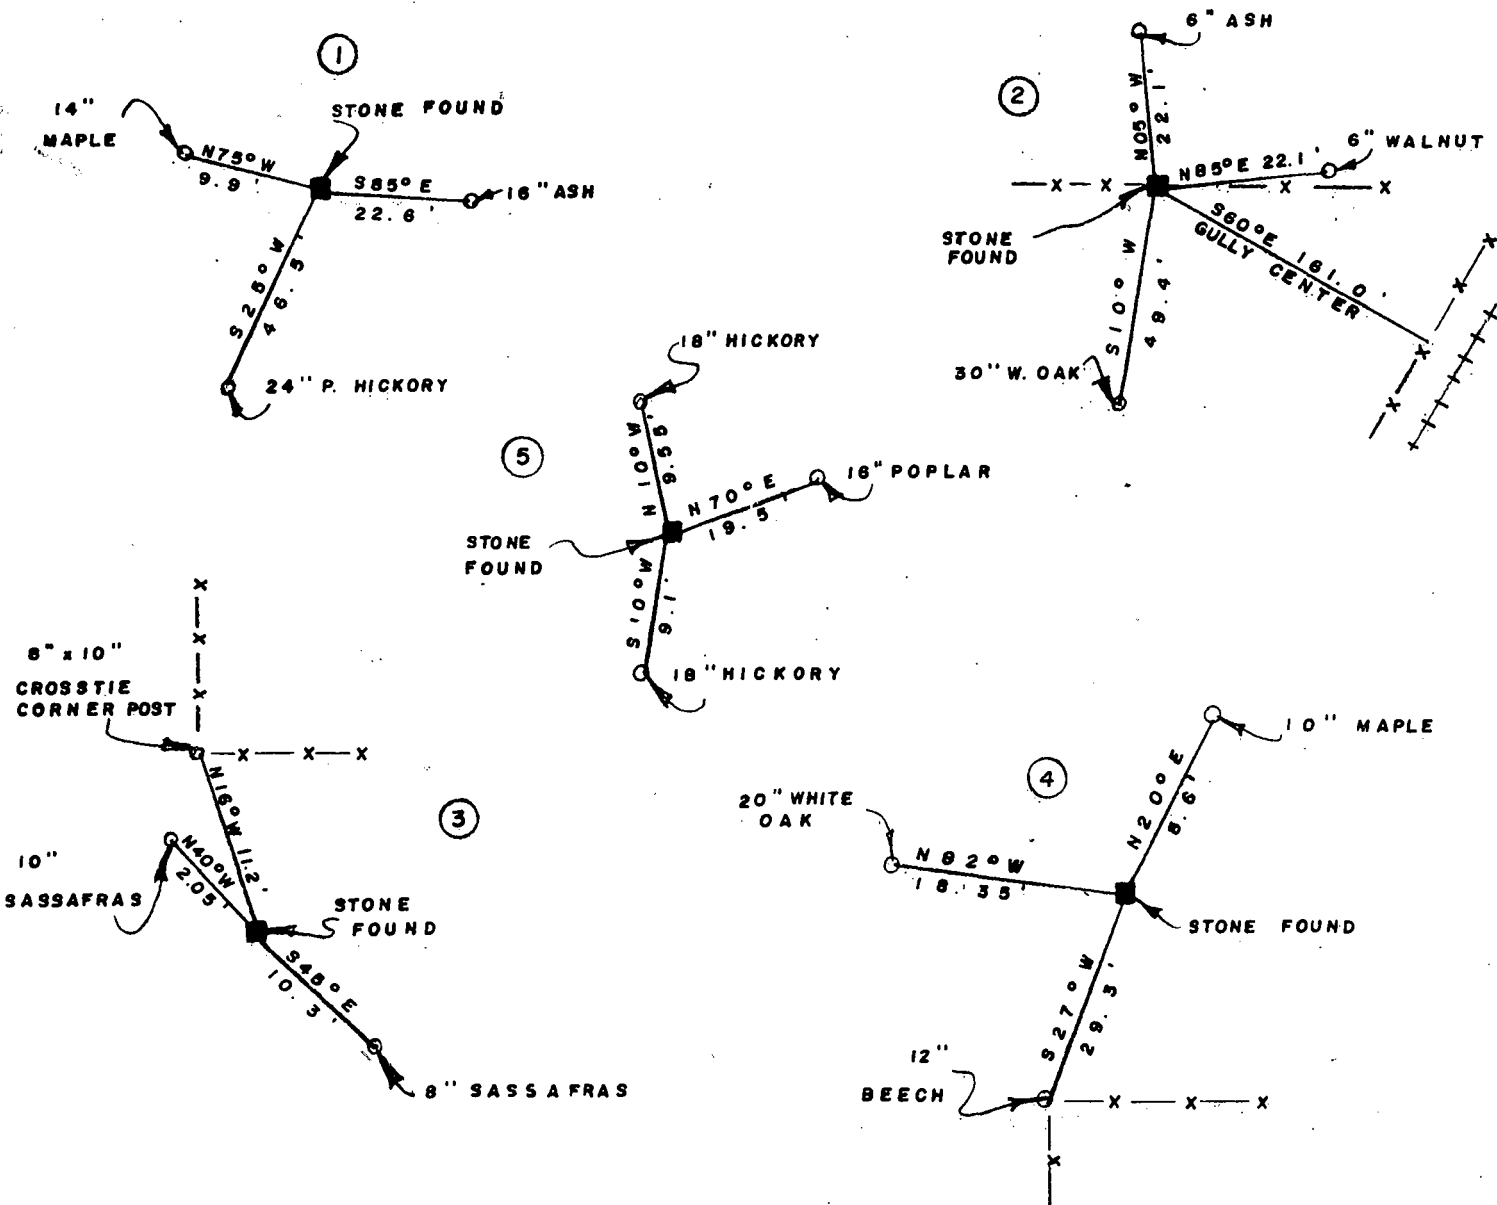 1
14"
MAPLE
STONE FOUND
N75°W
9.9'
S85°E
22.6'
16" ASH
S25°W
46.5'
24" P. HICKORY
2
6" ASH
N05°W
22.1'
6" WALNUT
N85°E 22.1'
STONE
FOUND
S60°E 161.0'
GULLY CENTER
S10°W
49.4'
30" W. OAK
5
18" HICKORY
N10°W
9.55'
16" POPLAR
N70°E
19.5'
STONE
FOUND
S10°W
9.1'
18" HICKORY
3
8" x 10"
CROSSTIE
CORNER POST
N16°W 11.2'
10"
SASSAFRAS
N40°W
2.05'
STONE
FOUND
S48°E
10.3'
8" SASSAFRAS
4
10" MAPLE
N20°E
20" WHITE
OAK
N82°W
18.35'
STONE FOUND
S27°W
29.3'
12"
BEECH